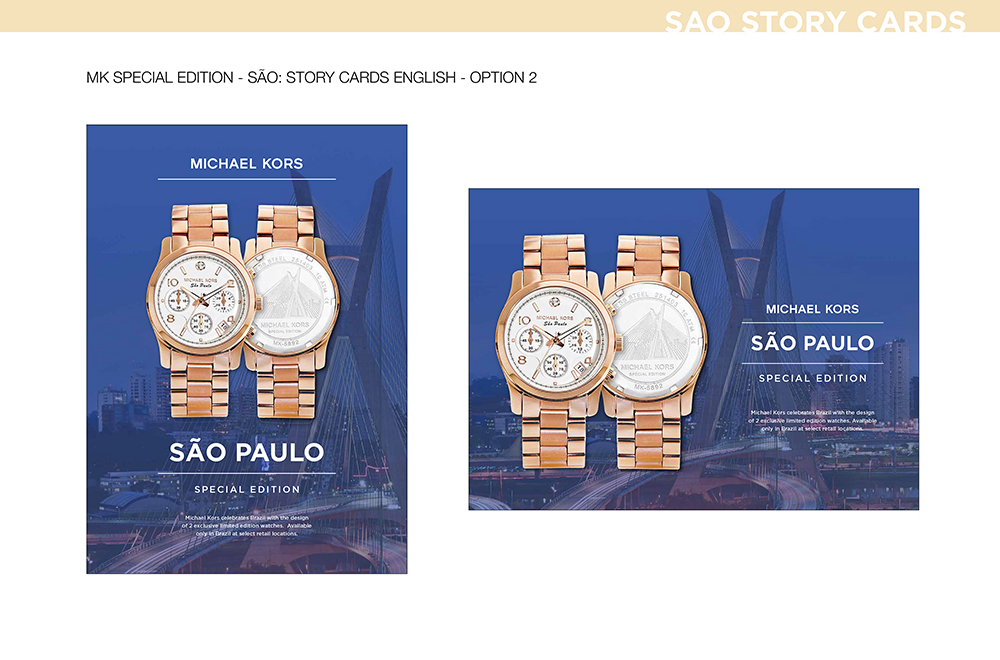 SAO STORY CARDS
MK SPECIAL EDITION - SÃO: STORY CARDS ENGLISH - OPTION 2
MICHAEL KORS
MICHAEL KORS
São Paulo
MICHAEL KORS
SPECIAL EDITION
MK-5862
SÃO PAULO
SPECIAL EDITION
Michael Kors celebrates Brazil with the design
of 2 exclusive limited edition watches. Available
only in Brazil at select retail locations.
MICHAEL KORS
São Paulo
10 ATM
MICHAEL KORS
SPECIAL EDITION
MK-5862
MICHAEL KORS
SÃO PAULO
SPECIAL EDITION
Michael Kors celebrates Brazil with the design
of 2 exclusive limited edition watches. Available
only in Brazil at select retail locations.